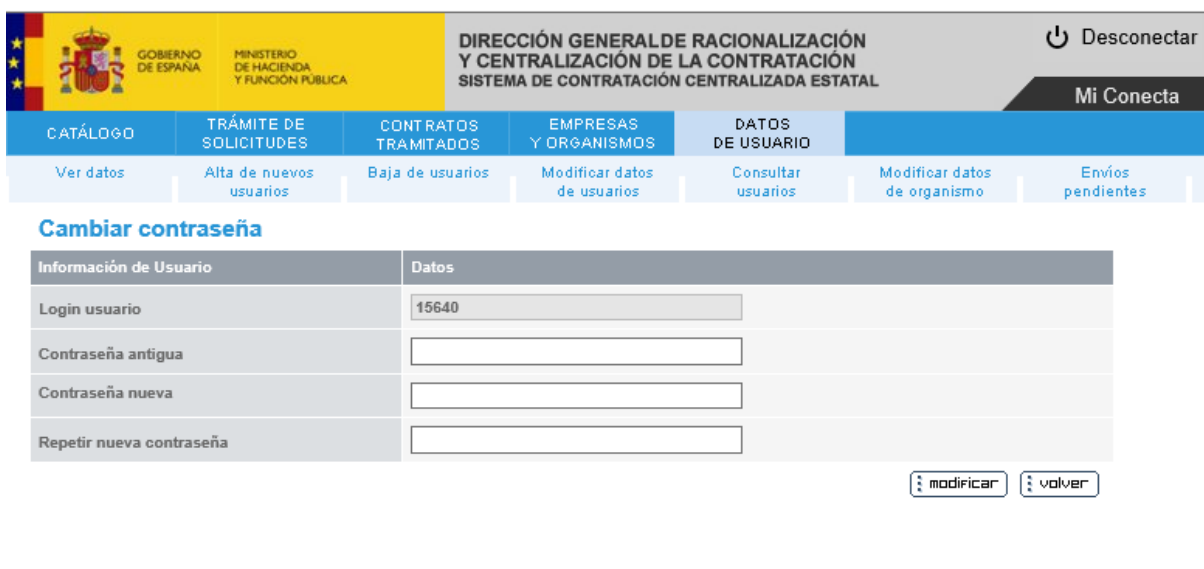 GOBIERNO
DE ESPAÑA
MINISTERIO
DE HACIENDA
Y FUNCIÓN PÚBLICA
DIRECCIÓN GENERALDE RACIONALIZACIÓN
Y CENTRALIZACIÓN DE LA CONTRATACIÓN
SISTEMA DE CONTRATACIÓN CENTRALIZADA ESTATAL
Desconectar
Mi Conecta
CATÁLOGO
TRÁMITE DE
SOLICITUDES
CONTRATOS
TRAMITADOS
EMPRESAS
Y ORGANISMOS
DATOS
DE USUARIO
Ver datos
Alta de nuevos
usuarios
Baja de usuarios
Modificar datos
de usuarios
Consultar
usuarios
Modificar datos
de organismo
Envíos
pendientes
Cambiar contraseña
Información de Usuario
Datos
Login usuario
15640
Contraseña antigua
Contraseña nueva
Repetir nueva contraseña
modificar
volver